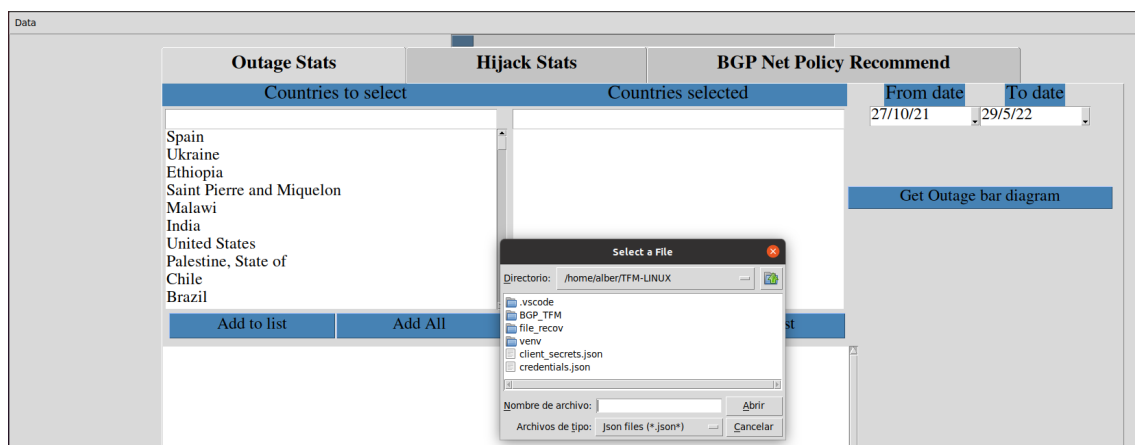 Data
Outage Stats
Hijack Stats
BGP Net Policy Recommend
Countries to select
Countries selected
From date
To date
27/10/21
29/5/22
Spain
Ukraine
Ethiopia
Saint Pierre and Miquelon
Malawi
India
United States
Palestine, State of
Chile
Brazil
Get Outage bar diagram
Add to list
Add All
st
Select a File
Directorio:
/home/alber/TFM-LINUX
.vscode
BGP_TFM
file_recov
venv
client_secrets.json
credentials.json
Nombre de archivo:
Abrir
Archivos de tipo:
Json files (*.json*)
Cancelar